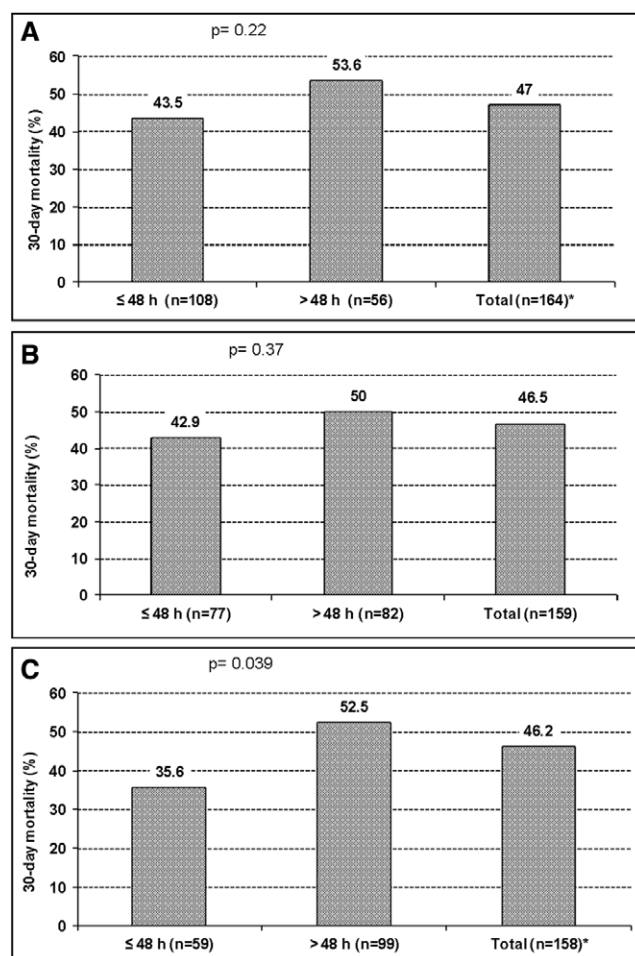 A
p= 0.22
30-day mortality (%)
60
50
40
30
20
10
0
43.5
53.6
47
≤ 48 h (n=108)
> 48 h (n=56)
Total (n=164)*
B
p= 0.37
30-day mortality (%)
60
50
40
30
20
10
0
42.9
50
46.5
≤ 48 h (n=77)
> 48 h (n=82)
Total (n=159)
C
p= 0.039
30-day mortality (%)
60
50
40
30
20
10
0
35.6
52.5
46.2
≤ 48 h (n=59)
> 48 h (n=99)
Total (n=158)*